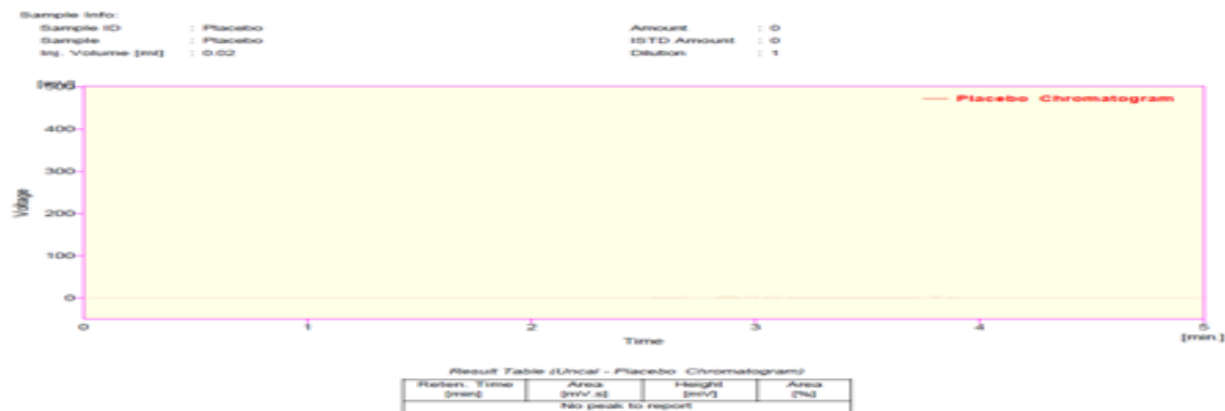 Sample Info:
Sample ID : Placebo Amount : 0
Sample : Placebo ISTD Amount : 0
Inj. Volume [ml] : 0.02 Dilution : 1
500
Placebo Chromatogram
400
300
Voltage
200
100
0
0 1 2 3 4 5
Time [min.]
Result Table (Uncal - Placebo Chromatogram)
Reten. Time Area Height Area
[min] [mV.s] [mV] [%]
No peak to report